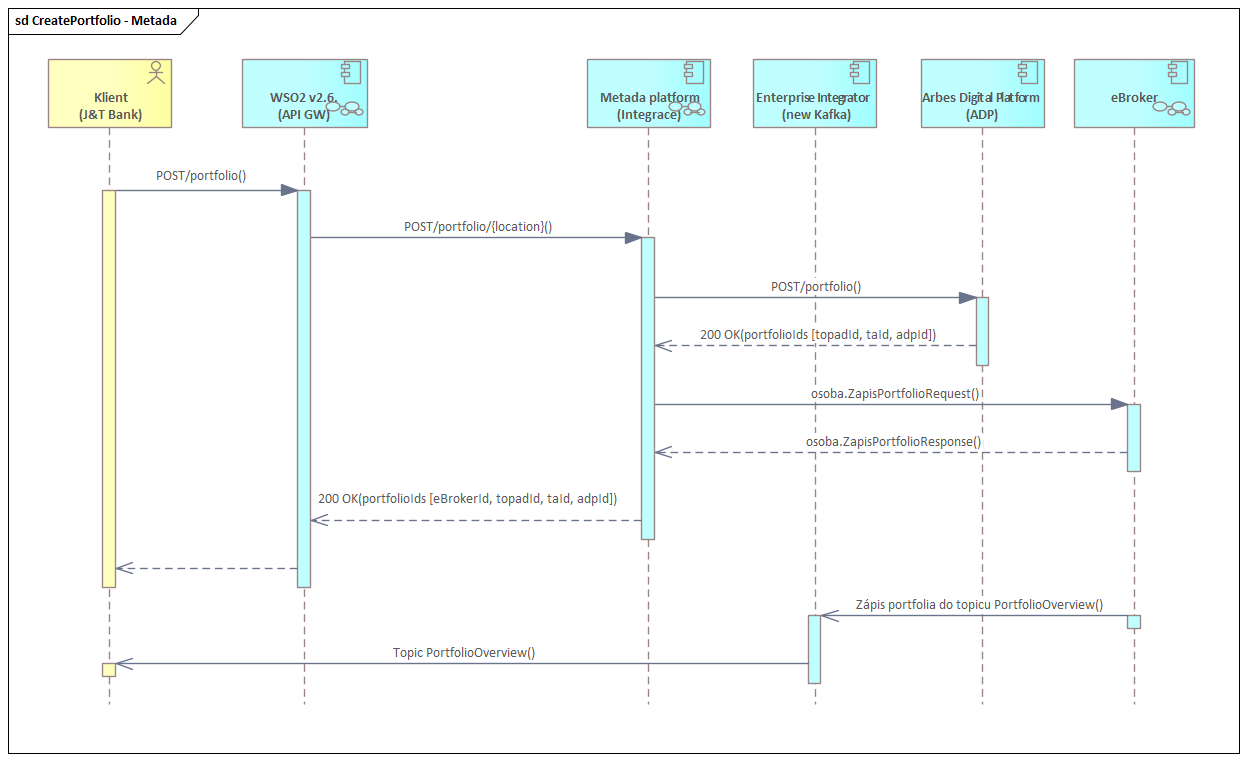 sd CreatePortfolio - Metada
Klient
(J&T Bank)
WSO2 v2.6.
(API GW)
Metada platform
(Integrace)
Enterprise Integrator
(new Kafka)
Arbes Digital Platform
(ADP)
eBroker
POST/portfolio()
POST/portfolio/{location}()
POST/portfolio()
200 OK(portfolioIds [topadId, taId, adpId])
osoba.ZapisPortfolioRequest()
osoba.ZapisPortfolioResponse()
200 OK(portfolioIds [eBrokerId, topadId, taId, adpId])
Zápis portfolia do topicu PortfolioOverview()
Topic PortfolioOverview()